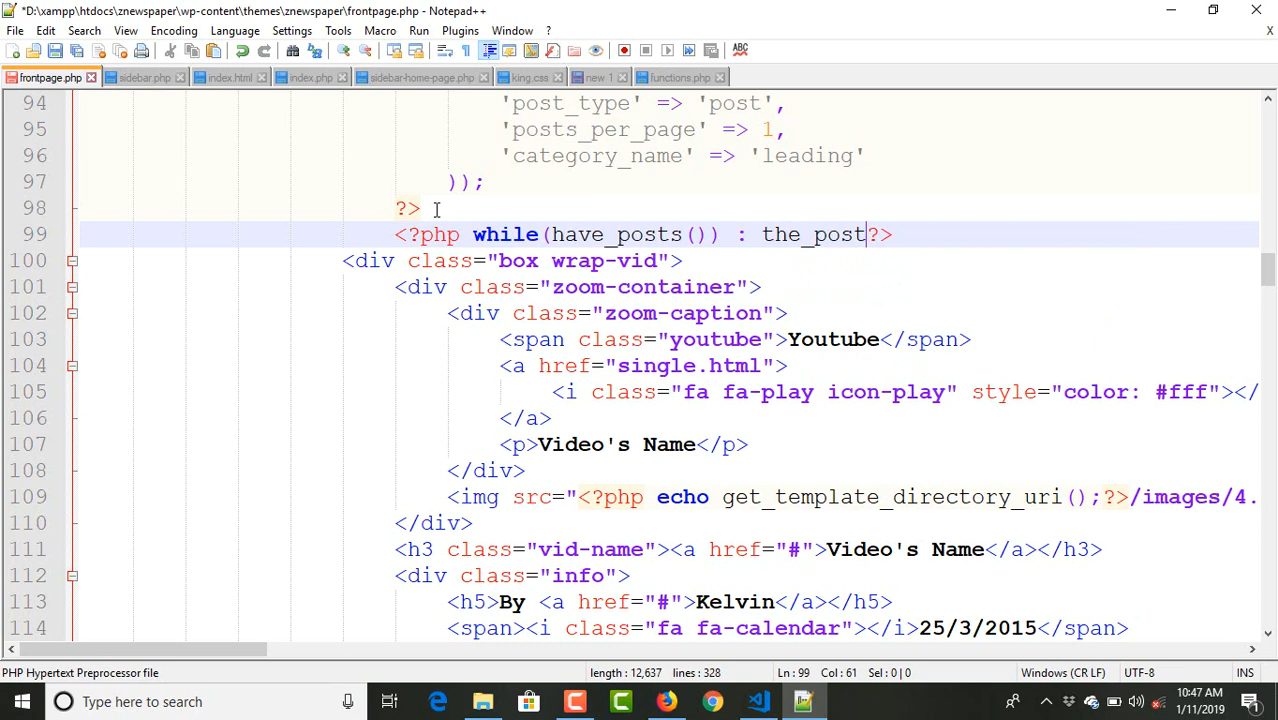 *D:\xampp\htdocs\znewspaper\wp-content\themes\znewspaper\frontpage.php - Notepad++
File Edit Search View Encoding Language Settings Tools Macro Run Plugins Window ?
X
frontpage.php sidebar.php index.html index.php sidebar-home-page.php king.css new 1 functions.php
94 'post_type' => 'post',
95 'posts_per_page' => 1,
96 'category_name' => 'leading'
97 ));
98 ?>
99 <?php while(have_posts()) : the_post?>
100 <div class="box wrap-vid">
101 <div class="zoom-container">
102 <div class="zoom-caption">
103 <span class="youtube">Youtube</span>
104 <a href="single.html">
105 <i class="fa fa-play icon-play" style="color: #fff"></
106 </a>
107 <p>Video's Name</p>
108 </div>
109 <img src="<?php echo get_template_directory_uri();?>/images/4.
110 </div>
111 <h3 class="vid-name"><a href="#">Video's Name</a></h3>
112 <div class="info">
113 <h5>By <a href="#">Kelvin</a></h5>
114 <span><i class="fa fa-calendar"></i>25/3/2015</span>
PHP Hypertext Preprocessor file length : 12,637 lines : 328 Ln : 99 Col : 61 Sel : 0 | 0 Windows (CR LF) UTF-8 INS
Type here to search
10:47 AM
1/11/2019